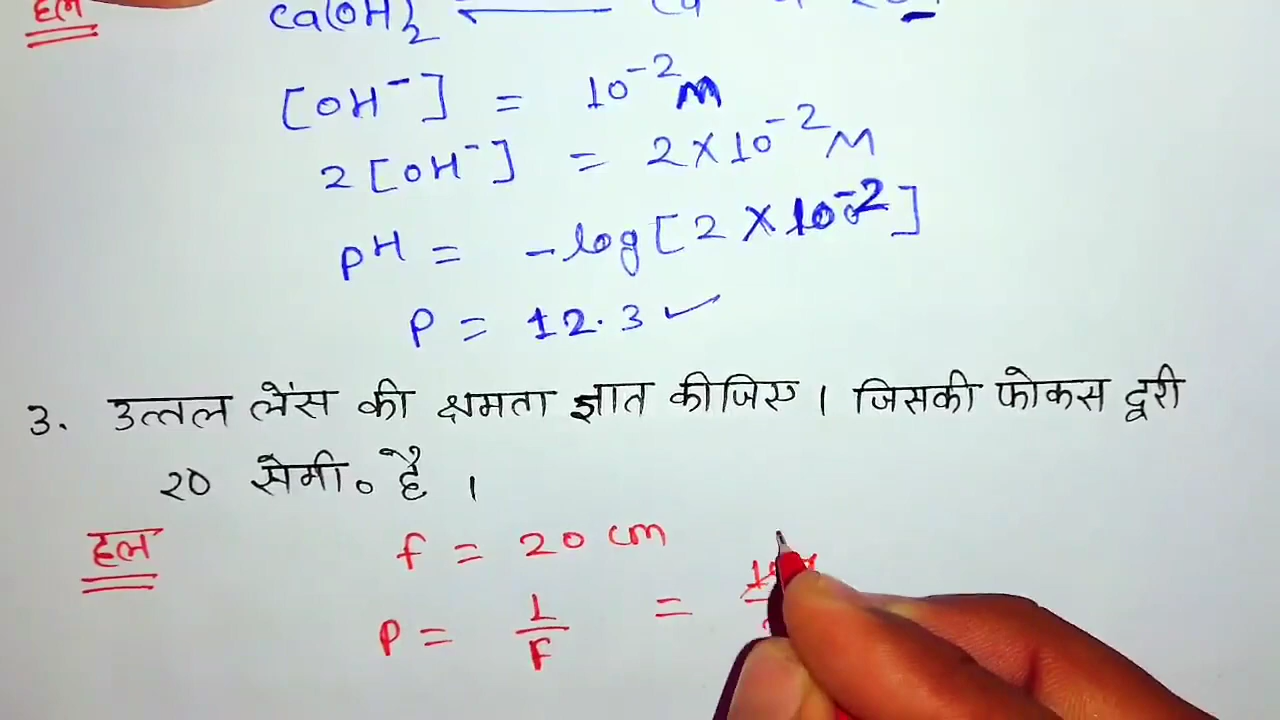 हल
Ca(OH)₂
[OH⁻] = 10⁻² M
2[OH⁻] = 2×10⁻² M
pH = -log[2×10⁻²]
P = 12.3 ✓
3. उत्तल लेंस की क्षमता ज्ञात कीजिए । जिसकी फोकस दूरी
20 सेमी० है ।
हल f = 20 cm
P = 1/F =